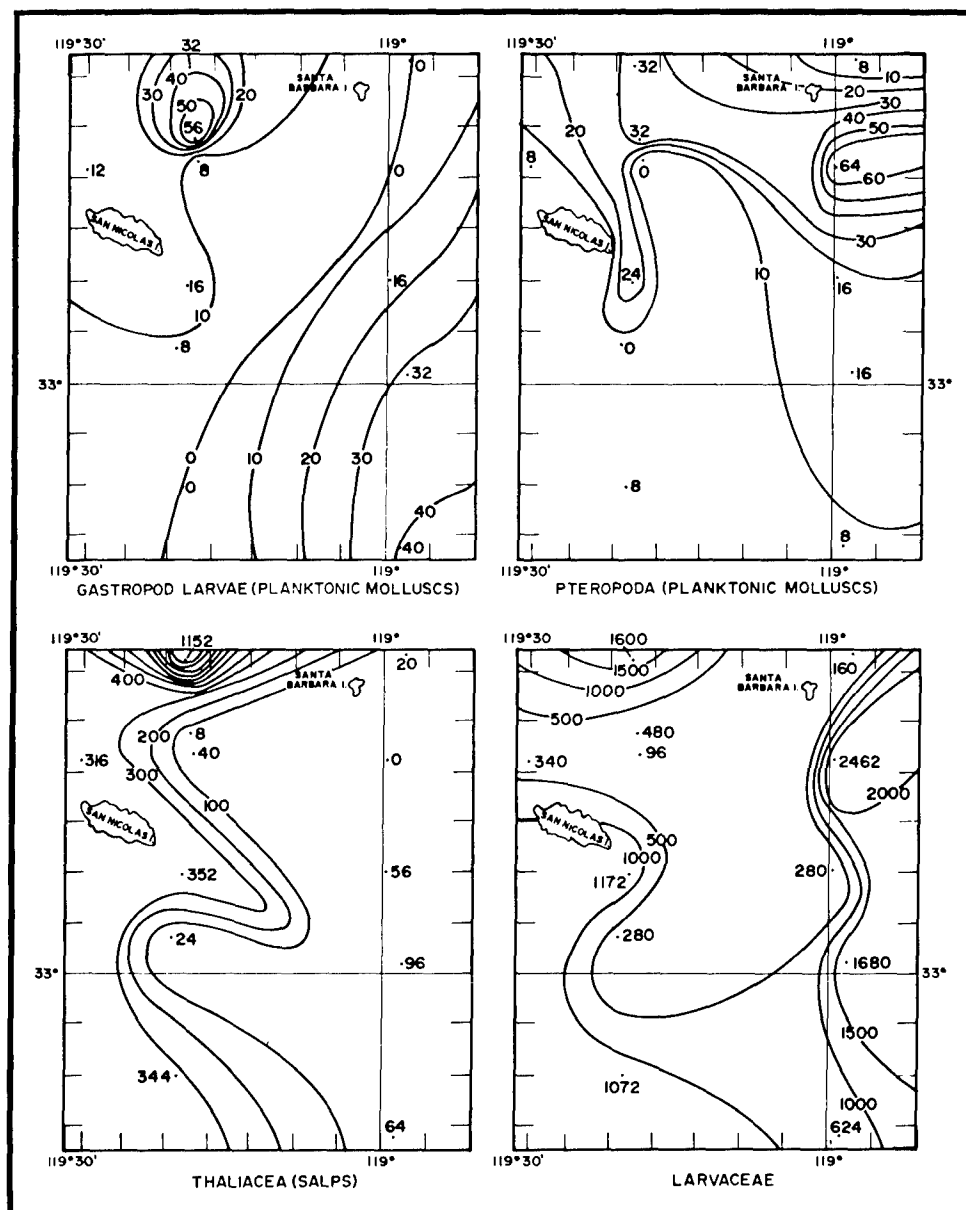 119°30' 32 119°
0
40
30 20
SANTA
BARBARA I.
50
56
.12 8 0
SAN NICOLAS I.
.16 16
10
.8
33° .32
0 10 20 30
0
40
40
119°30' 119°
GASTROPOD LARVAE (PLANKTONIC MOLLUSCS)
119°30' 119°
.32 8
10
SANTA
BARBARA I.
20
30
20 40
32 50
8 0 64
60
SAN NICOLAS I.
30
24 10 16
0
.16 33°
.8
8
119°30' 119°
PTEROPODA (PLANKTONIC MOLLUSCS)
119°30' 1152 119°
20
400
SANTA
BARBARA I.
200 8
.316 .40 .0
300
100
SAN NICOLAS I.
.352 .56
.24
33° .96
344
64
119°30' 119°
THALIACEA (SALPS)
119°30 1600 119°
1500 160
1000
SANTA
BARBARA I.
500
.480
.340 .96 .2462
2000
SAN NICOLAS I.
500
1000
1172 280
.280
.1680
33°
1500
1072
1000
624
119°30' 119°
LARVACEAE